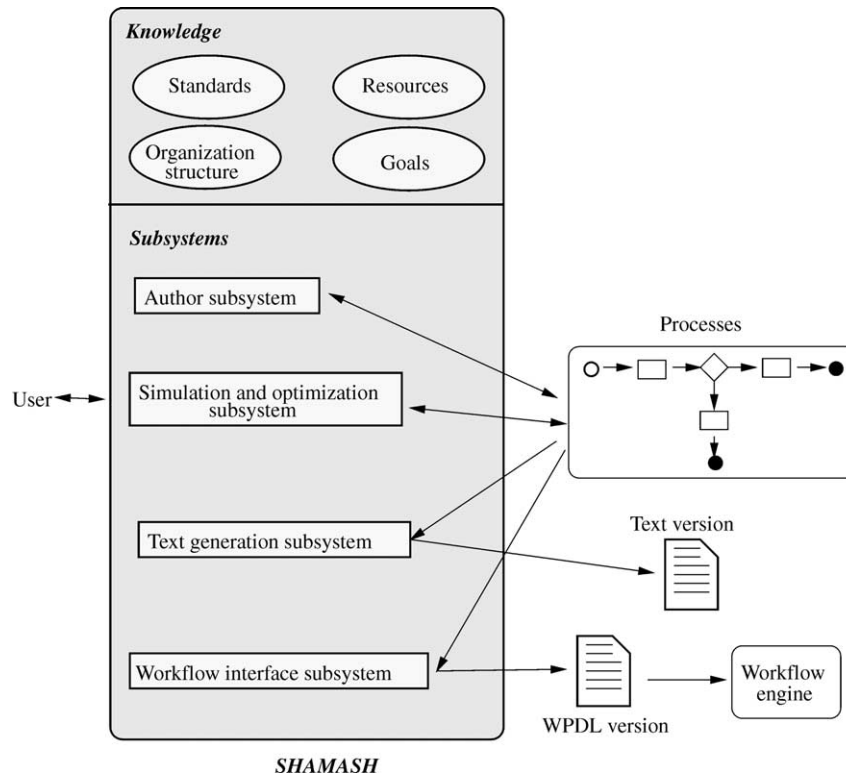 Knowledge
Standards
Resources
Organization
structure
Goals
Subsystems
Author subsystem
Processes
User
Simulation and optimization
subsystem
Text version
Text generation subsystem
Workflow interface subsystem
Workflow
engine
WPDL version
SHAMASH